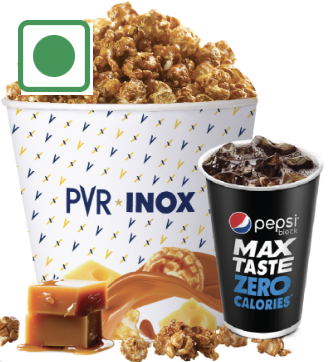 PVR INOX
pepsi
black
MAX
TASTE
ZERO
CALORIES*